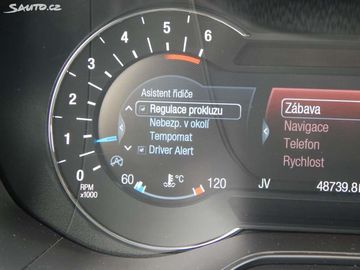 SAUTO.CZ
5
6
4
3
2
1
0
RPM
x1000
Asistent řidiče
Regulace prokluzu
Nebezp. v okolí
Tempomat
Driver Alert
60 °C 120
Zábava
Navigace
Telefon
Rychlost
JV 48739.8